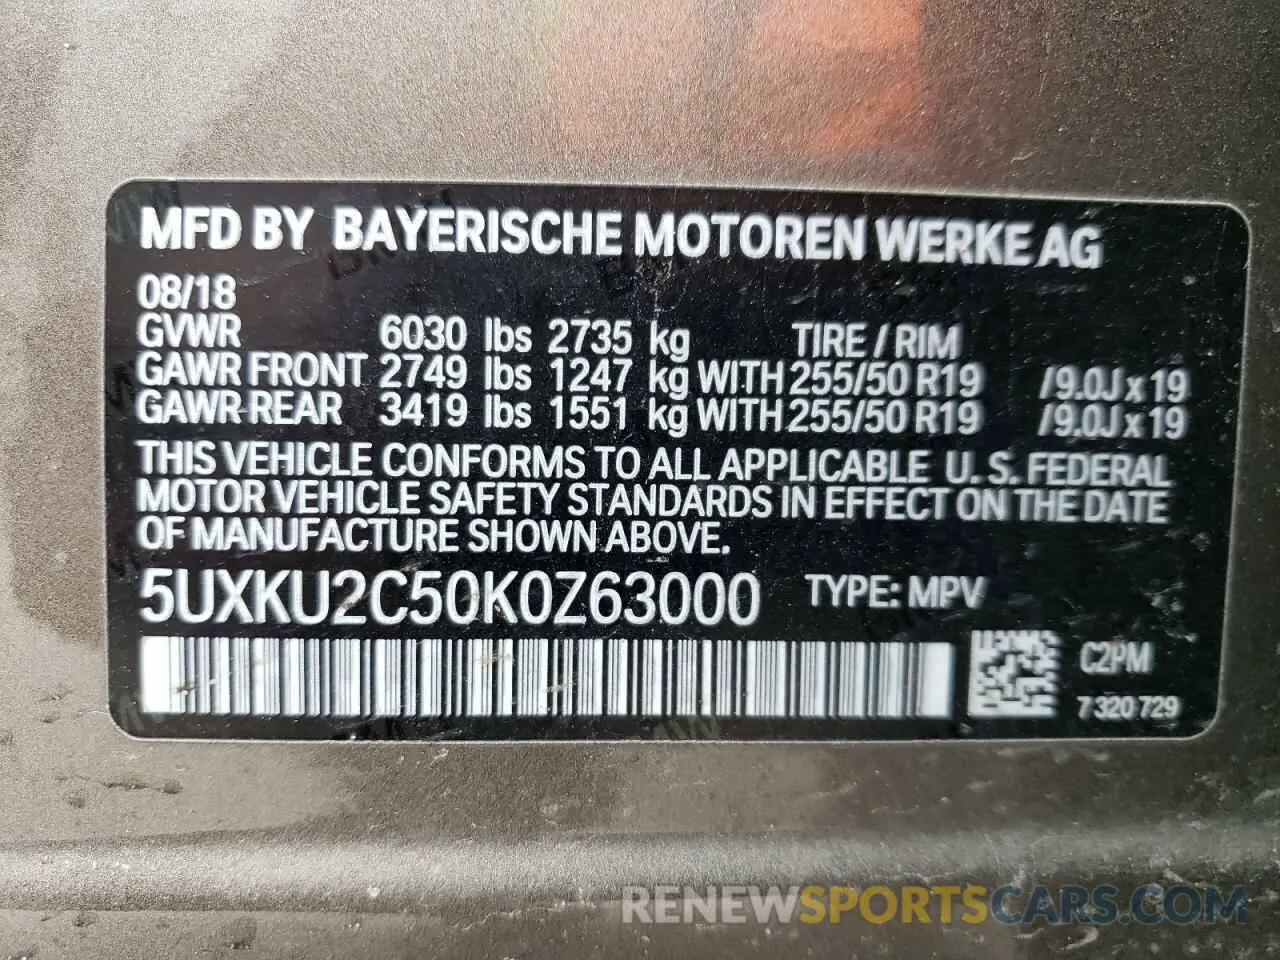 MFD BY BAYERISCHE MOTOREN WERKE AG
08/18
GVWR 6030 lbs 2735 kg TIRE / RIM
GAWR FRONT 2749 lbs 1247 kg WITH 255/50 R19 /9.0J x 19
GAWR REAR 3419 lbs 1551 kg WITH 255/50 R19 /9.0J x 19
THIS VEHICLE CONFORMS TO ALL APPLICABLE U. S. FEDERAL
MOTOR VEHICLE SAFETY STANDARDS IN EFFECT ON THE DATE
OF MANUFACTURE SHOWN ABOVE.
5UXKU2C50K0Z63000 TYPE: MPV
C2PM
7 320 729
RENEWSPORTSCARS.COM